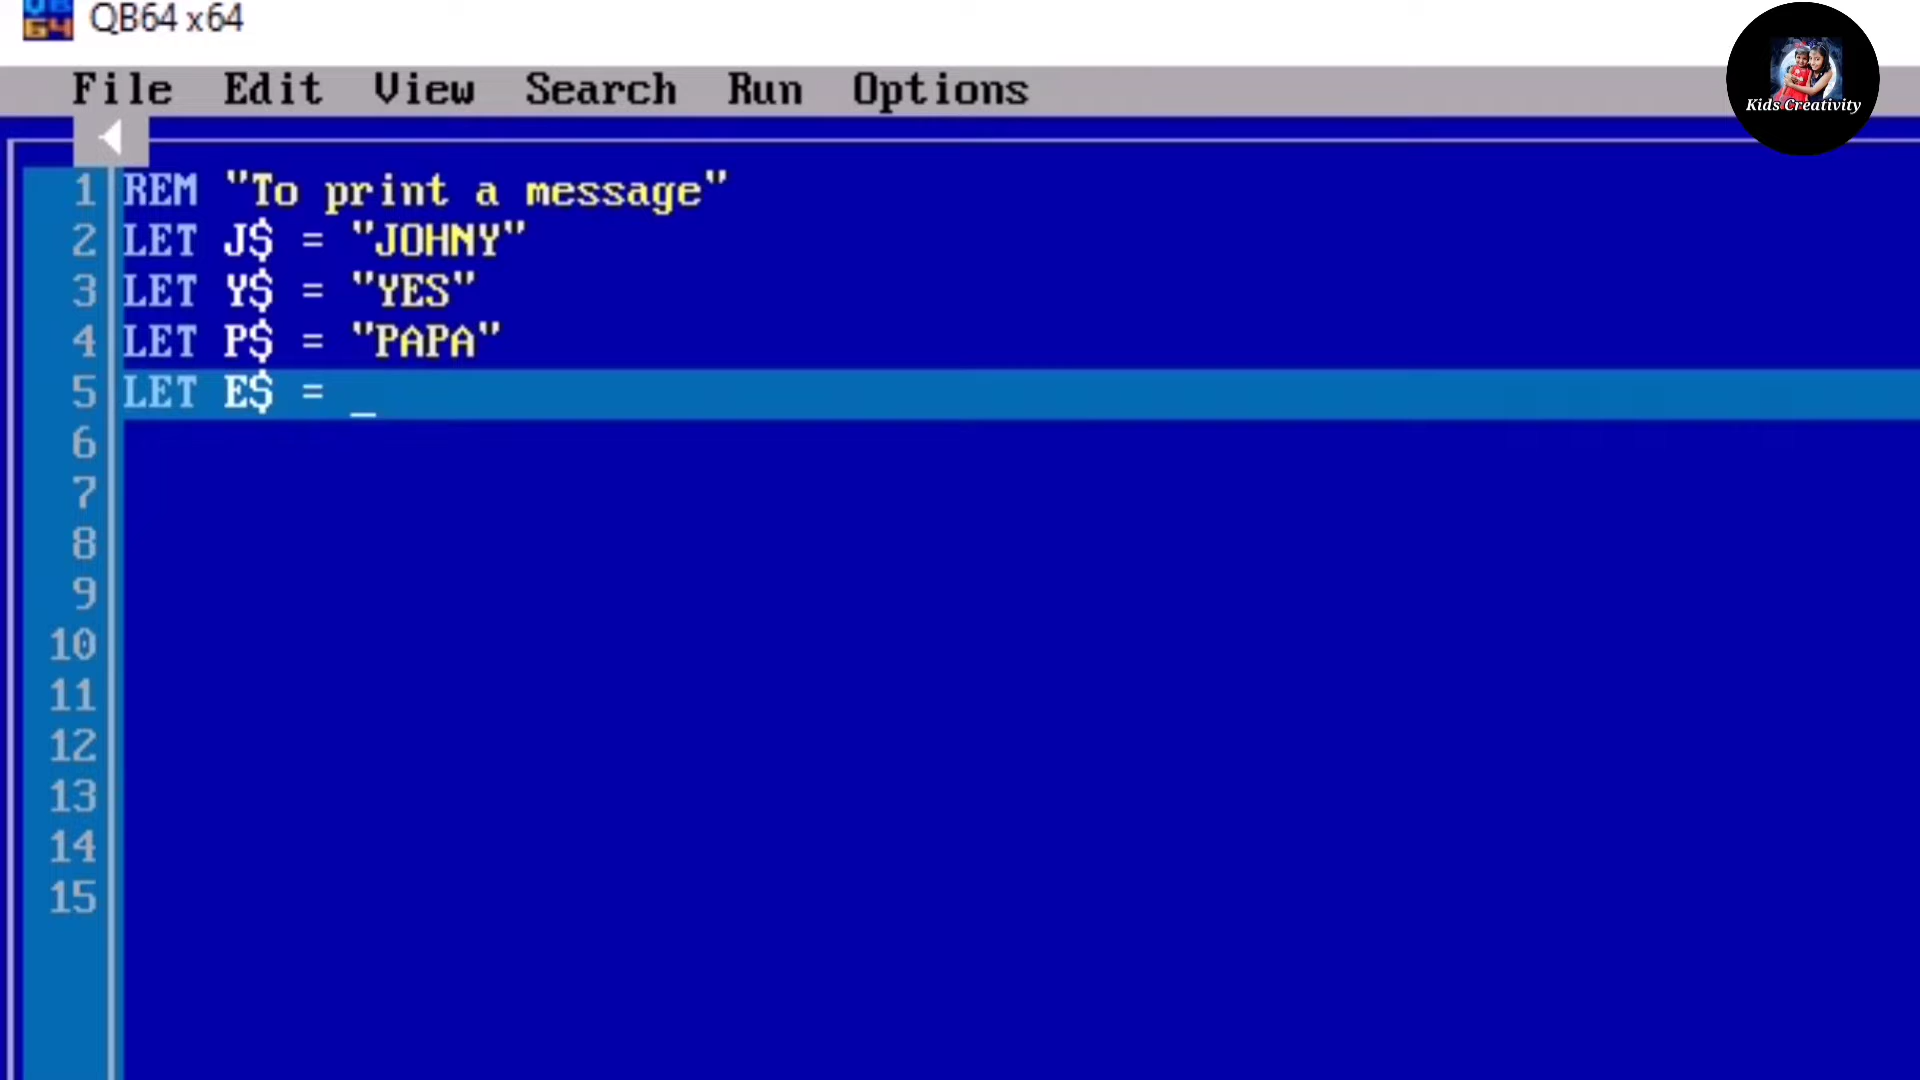 QB64 x64
File Edit View Search Run Options
Kids Creativity
1 REM "To print a message"
2 LET J$ = "JOHNY"
3 LET Y$ = "YES"
4 LET P$ = "PAPA"
5 LET E$ = _
6
7
8
9
10
11
12
13
14
15